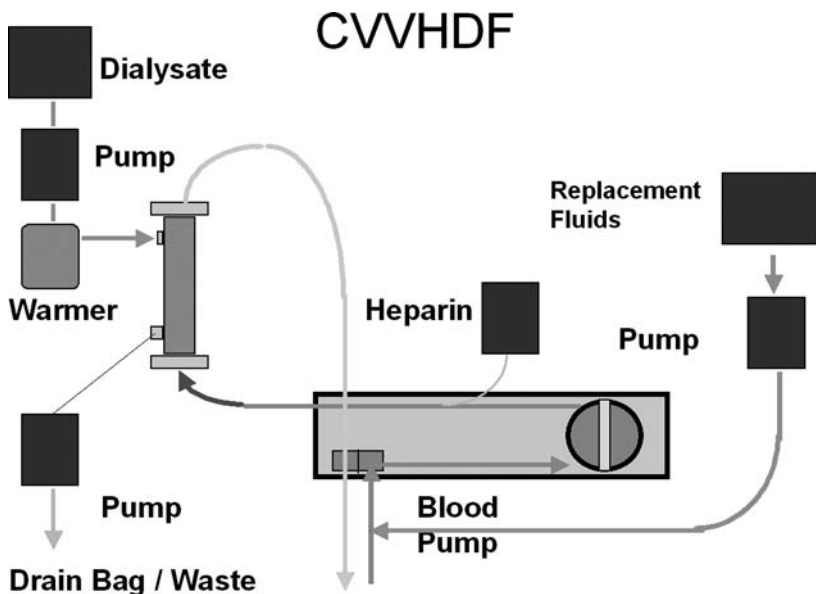 CVVHDF
Dialysate
Pump
Replacement
Fluids
Warmer
Heparin
Pump
Pump
Blood
Pump
Drain Bag / Waste